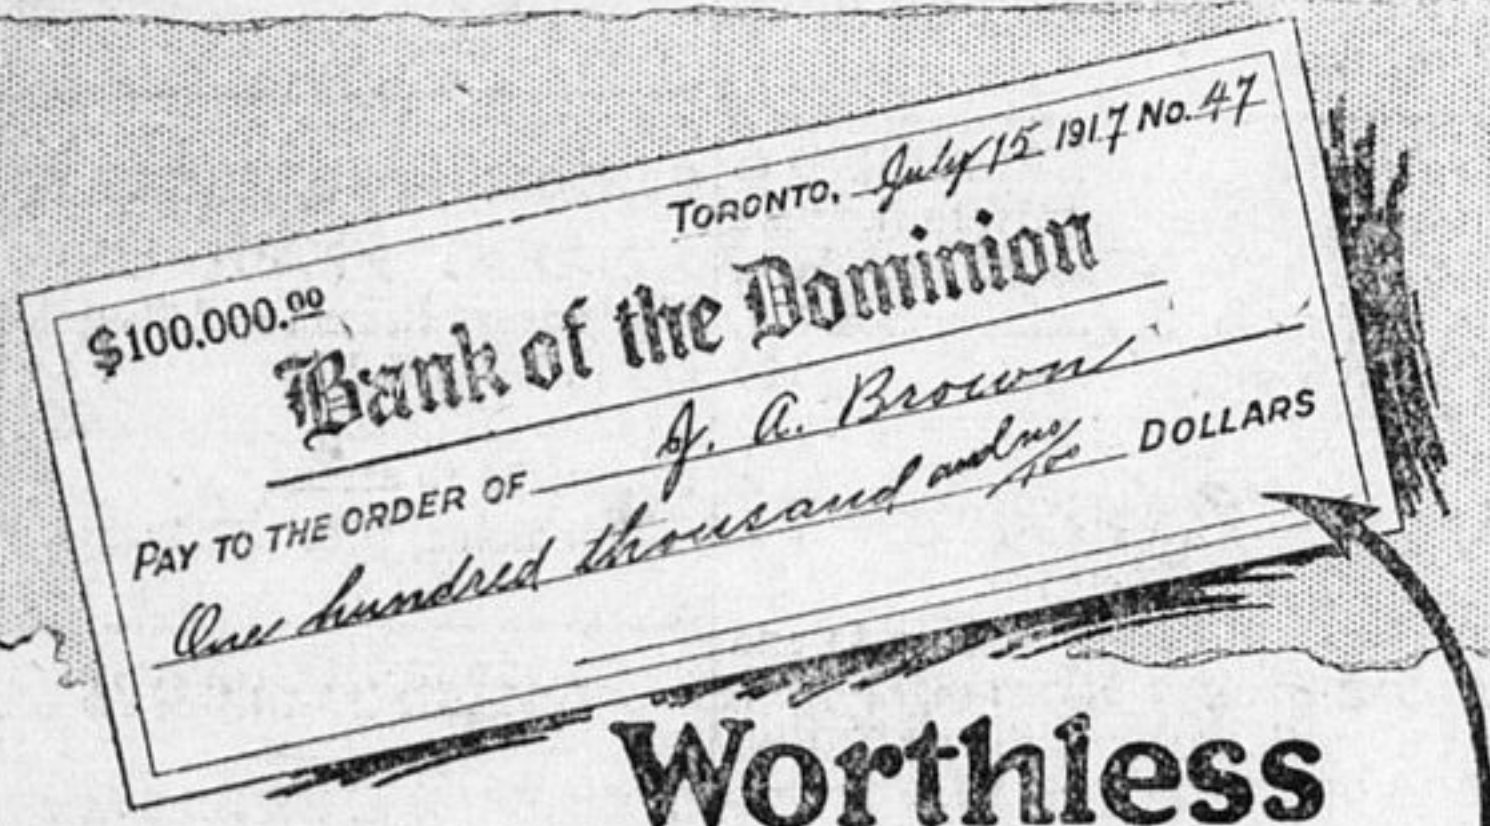 TORONTO, July 15 1917 No. 47
$100,000.00
Bank of the Dominion
PAY TO THE ORDER OF J. A. Brown
One hundred thousand and no/100 DOLLARS
Worthless